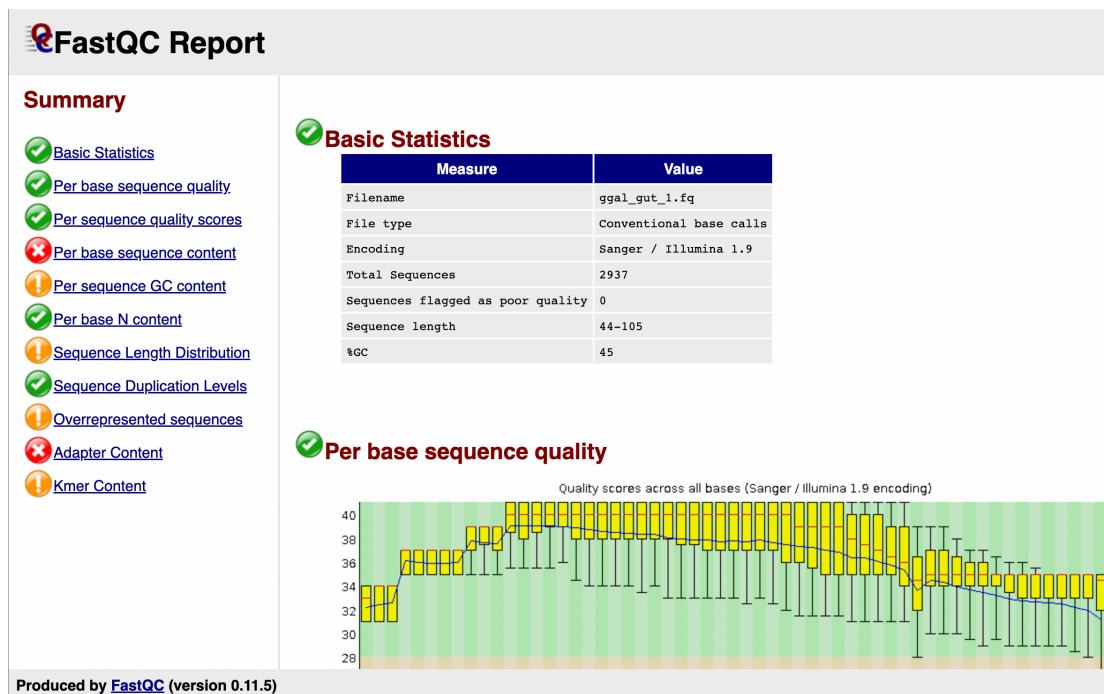 FastQC Report
Summary
Basic Statistics
Per base sequence quality
Per sequence quality scores
Per base sequence content
Per sequence GC content
Per base N content
Sequence Length Distribution
Sequence Duplication Levels
Overrepresented sequences
Adapter Content
Kmer Content
Basic Statistics
Measure Value
Filename ggal_gut_1.fq
File type Conventional base calls
Encoding Sanger / Illumina 1.9
Total Sequences 2937
Sequences flagged as poor quality 0
Sequence length 44-105
%GC 45
Per base sequence quality
Quality scores across all bases (Sanger / Illumina 1.9 encoding)
40
38
36
34
32
30
28
Produced by FastQC (version 0.11.5)